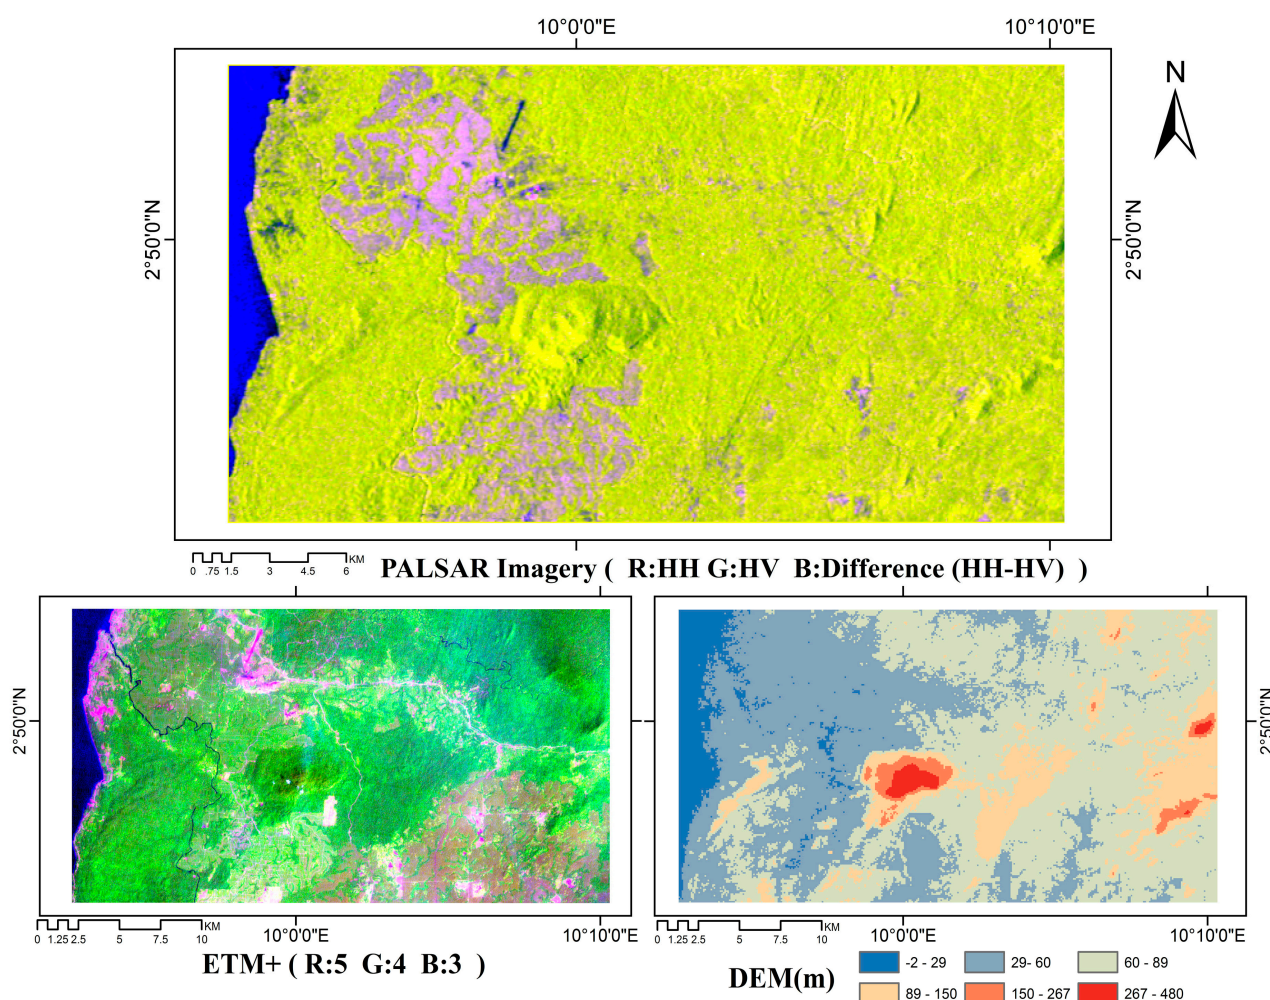 10°0'0"E 10°10'0"E
N
2°50'0"N 2°50'0"N
0 .75 1.5 3 4.5 6 KM
PALSAR Imagery ( R:HH G:HV B:Difference (HH-HV) )
2°50'0"N 2°50'0"N
0 1.25 2.5 5 7.5 10 KM 10°0'0"E 10°10'0"E
0 1.25 2.5 5 7.5 10 KM 10°0'0"E 10°10'0"E
ETM+ ( R:5 G:4 B:3 )
DEM(m)
-2 - 29 29- 60 60 - 89
89 - 150 150 - 267 267 - 480